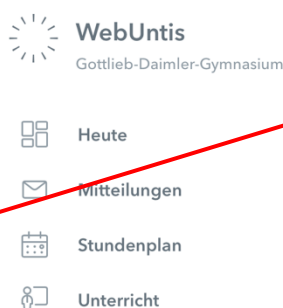 WebUntis
Gottlieb-Daimler-Gymnasium
Heute
Mitteilungen
Stundenplan
Unterricht